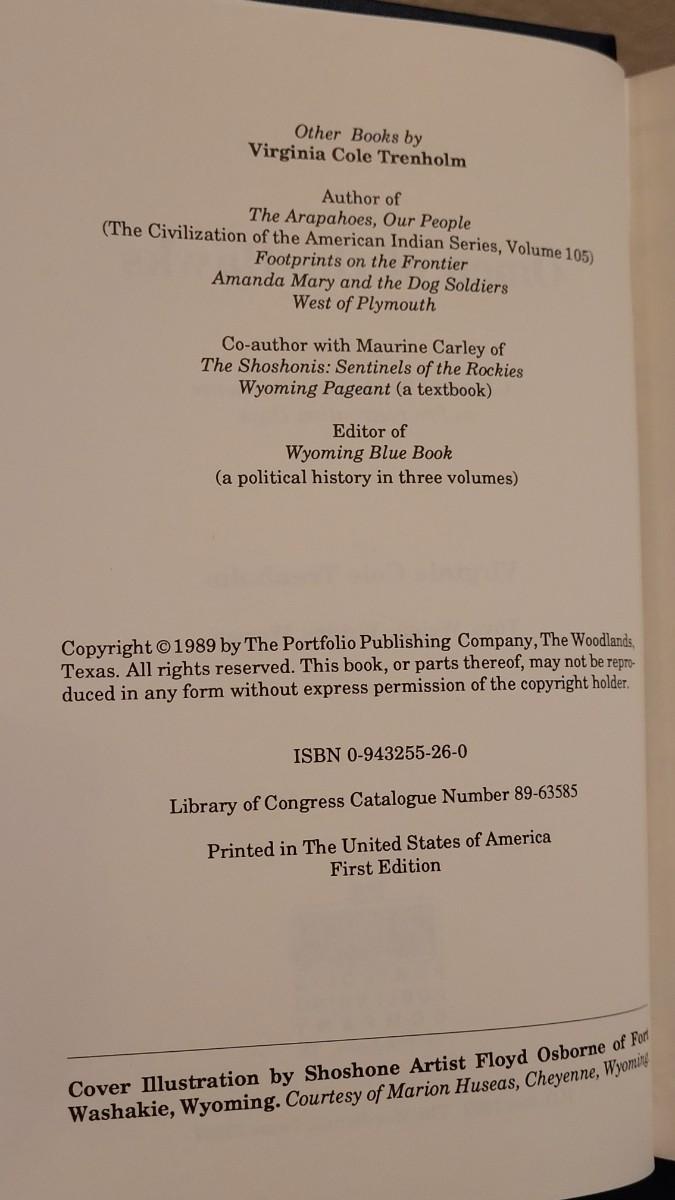 Other Books by
Virginia Cole Trenholm
Author of
The Arapahoes, Our People
(The Civilization of the American Indian Series, Volume 105)
Footprints on the Frontier
Amanda Mary and the Dog Soldiers
West of Plymouth
Co-author with Maurine Carley of
The Shoshonis: Sentinels of the Rockies
Wyoming Pageant (a textbook)
Editor of
Wyoming Blue Book
(a political history in three volumes)
Copyright © 1989 by The Portfolio Publishing Company, The Woodlands,
Texas. All rights reserved. This book, or parts thereof, may not be repro-
duced in any form without express permission of the copyright holder.
ISBN 0-943255-26-0
Library of Congress Catalogue Number 89-63585
Printed in The United States of America
First Edition
Cover Illustration by Shoshone Artist Floyd Osborne of Fort
Washakie, Wyoming. Courtesy of Marion Huseas, Cheyenne, Wyoming